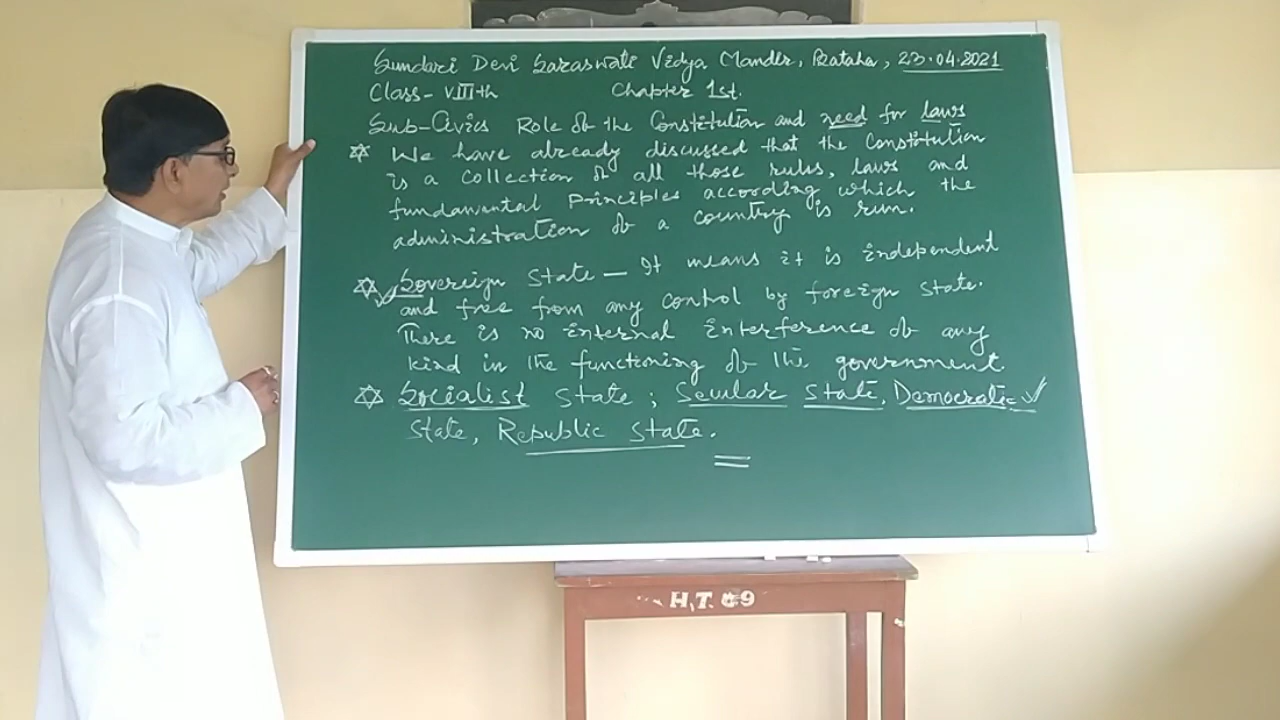 Sundari Devi Saraswati Vidya Mandir, Bataha, 23.04.2021
Class- VIIIth Chapter 1st.
Sub-Civics Role of the Constitution and need for laws
We have already discussed that the Constitution
is a collection of all those rules, laws and
fundamental Principles according which the
administration of a country is run.
Sovereign State — It means it is independent
and free from any control by foreign state.
There is no internal interference of any
kind in the functioning of the government.
Socialist State ; Secular State, Democratic
State, Republic State.
H.T. 09